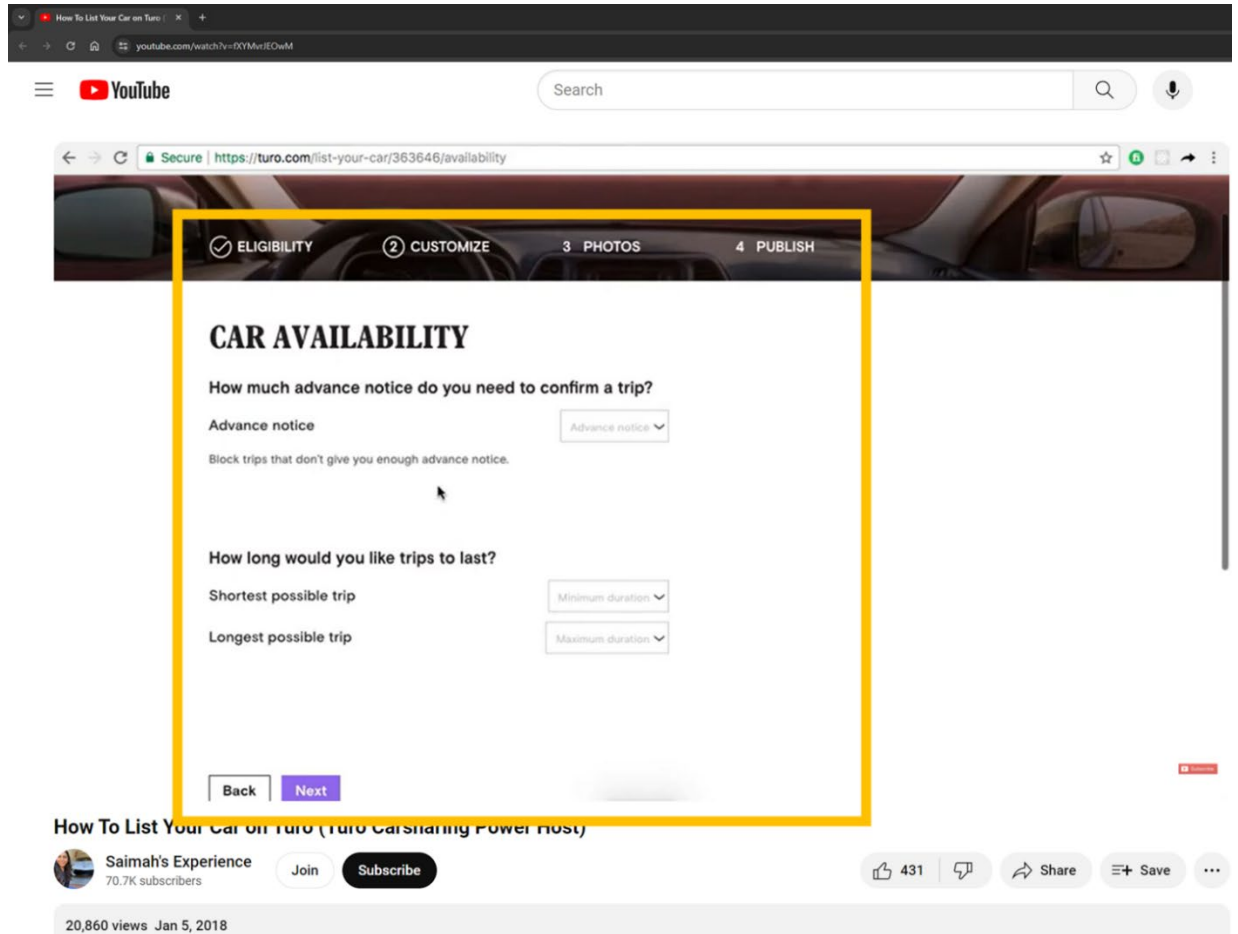 How To List Your Car on Turo (
youtube.com/watch?v=fXYMvrJEOwM
YouTube
Search
Secure | https://turo.com/list-your-car/363646/availability
ELIGIBILITY 2 CUSTOMIZE 3 PHOTOS 4 PUBLISH
CAR AVAILABILITY
How much advance notice do you need to confirm a trip?
Advance notice Advance notice
Block trips that don't give you enough advance notice.
How long would you like trips to last?
Shortest possible trip Minimum duration
Longest possible trip Maximum duration
Back Next
Subscribe
How To List Your Car on Turo (Turo Carsharing Power Host)
Saimah's Experience
70.7K subscribers
Join Subscribe 431 Share Save
20,860 views Jan 5, 2018